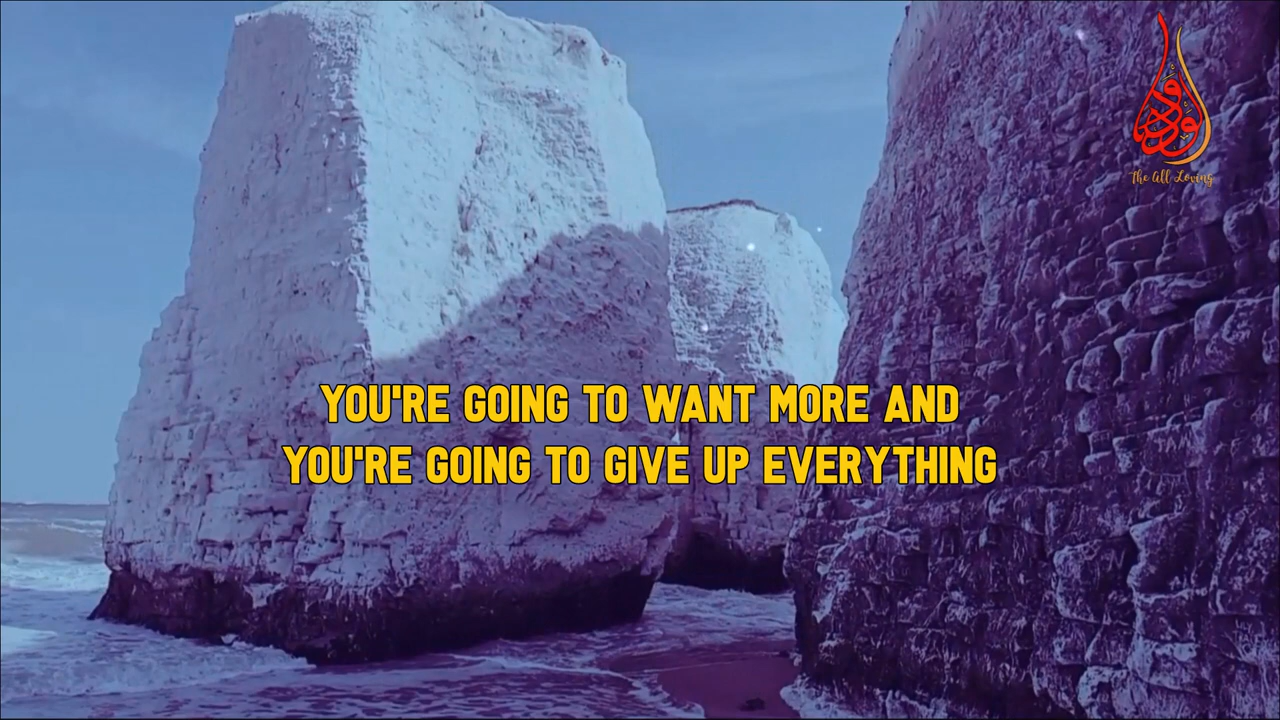 The All Loving
YOU'RE GOING TO WANT MORE AND
YOU'RE GOING TO GIVE UP EVERYTHING